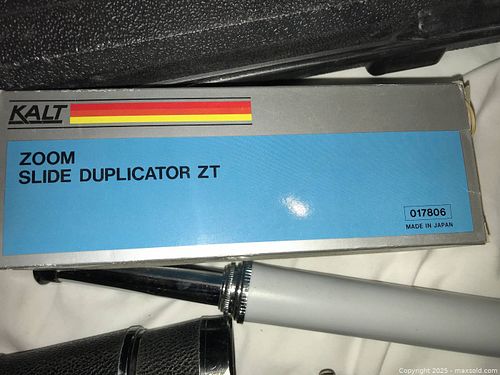 KALT
ZOOM
SLIDE DUPLICATOR ZT
017806
MADE IN JAPAN
Copyright 2025 - maxsold.com